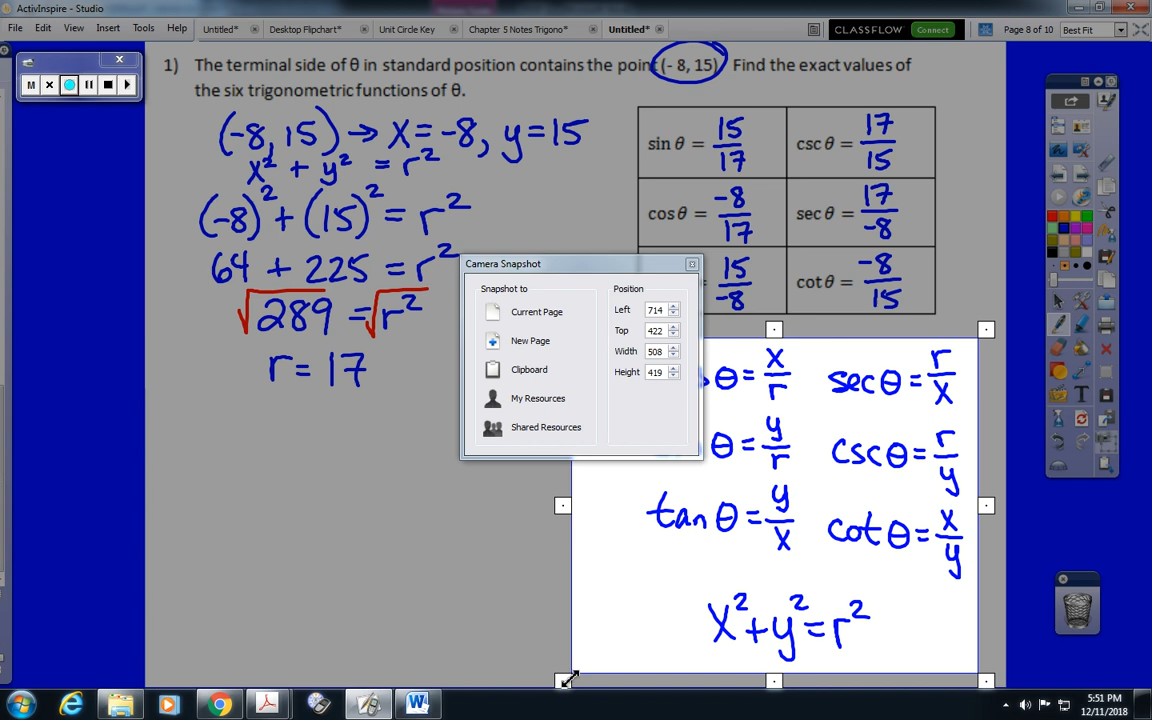 ActivInspire - Studio
File Edit View Insert Tools Help
Untitled* Desktop Flipchart* Unit Circle Key Chapter 5 Notes Trigono* Untitled*
CLASSFLOW Connect
Page 8 of 10 Best Fit
1) The terminal side of θ in standard position contains the point (- 8, 15). Find the exact values of
the six trigonometric functions of θ.
(-8, 15) → x = -8, y = 15
x² + y² = r²
(-8)² + (15)² = r²
64 + 225 = r²
√289 = √r²
r = 17
sin θ = 15/17 csc θ = 17/15
cos θ = -8/17 sec θ = 17/-8
15/-8 cot θ = -8/15
Camera Snapshot
Snapshot to
Current Page
New Page
Clipboard
My Resources
Shared Resources
Position
Left 714
Top 422
Width 508
Height 419
θ = x/r sec θ = r/x
θ = y/r csc θ = r/y
tan θ = y/x cot θ = x/y
x² + y² = r²
5:51 PM
12/11/2018